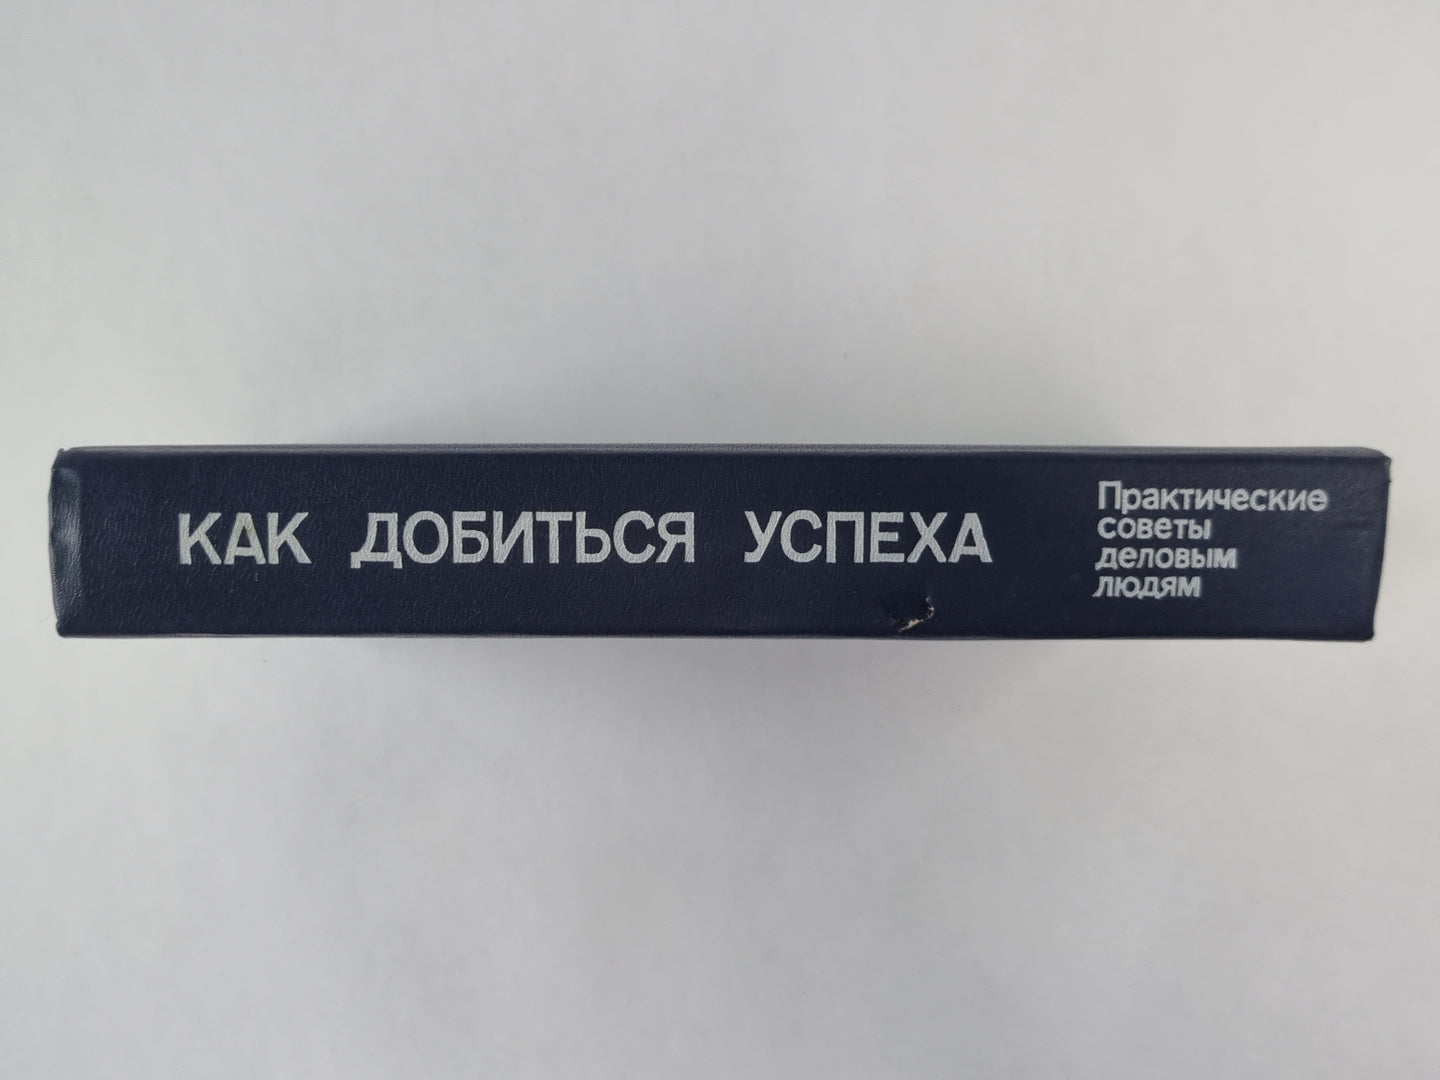 КАК ДОБИТЬСЯ УСПЕХА
Практические
советы
деловым
людям